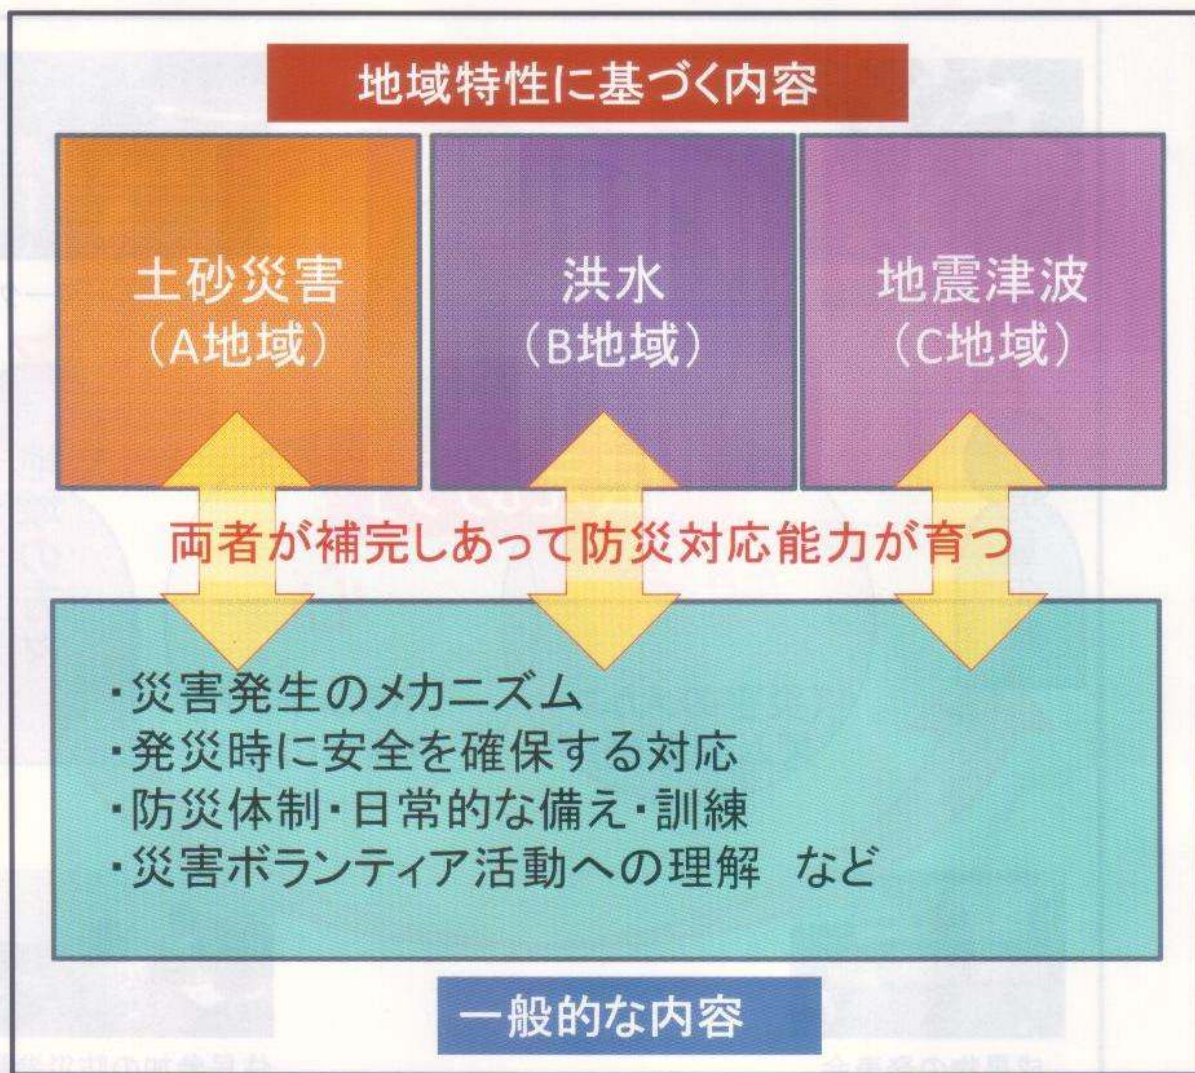 地域特性に基づく内容
土砂災害
（A地域）
洪水
（B地域）
地震津波
（C地域）
両者が補完しあって防災対応能力が育つ
・災害発生のメカニズム
・発災時に安全を確保する対応
・防災体制・日常的な備え・訓練
・災害ボランティア活動への理解　など
一般的な内容